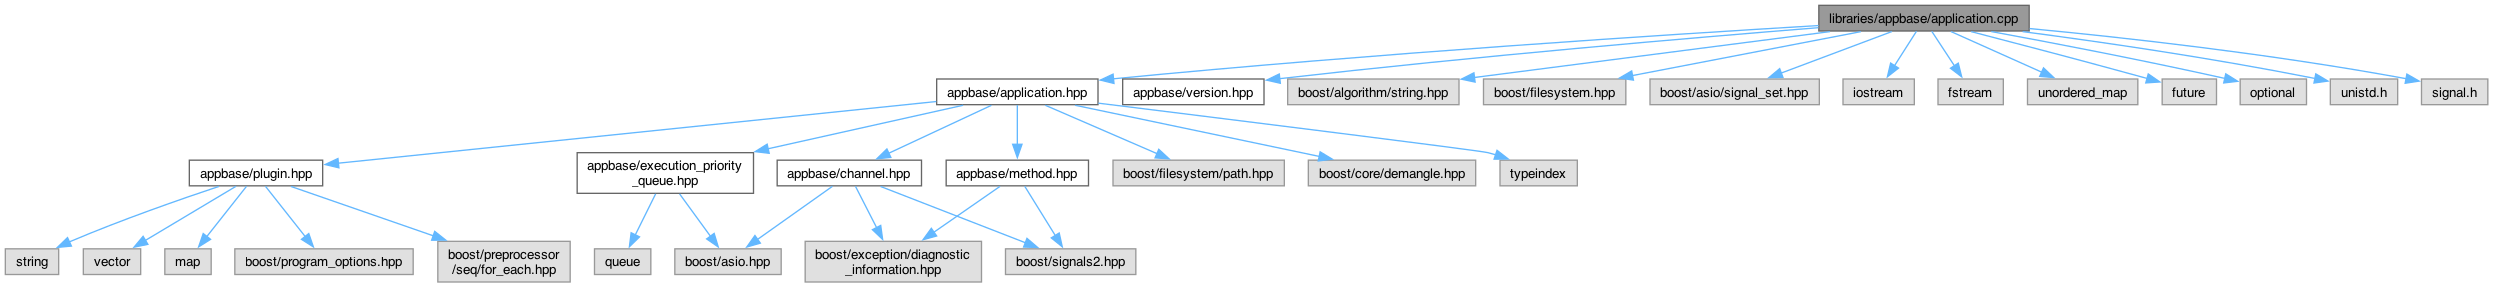 libraries/appbase/application.cpp
appbase/application.hpp
appbase/version.hpp
boost/algorithm/string.hpp
boost/filesystem.hpp
boost/asio/signal_set.hpp
iostream
fstream
unordered_map
future
optional
unistd.h
signal.h
appbase/plugin.hpp
appbase/execution_priority
_queue.hpp
appbase/channel.hpp
appbase/method.hpp
boost/filesystem/path.hpp
boost/core/demangle.hpp
typeindex
string
vector
map
boost/program_options.hpp
boost/preprocessor
/seq/for_each.hpp
queue
boost/asio.hpp
boost/exception/diagnostic
_information.hpp
boost/signals2.hpp